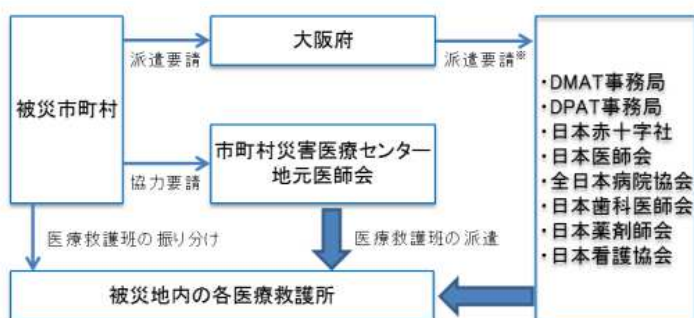 大阪府
派遣要請
派遣要請※
被災市町村
市町村災害医療センター
地元医師会
協力要請
・DMAT事務局
・DPAT事務局
・日本赤十字社
・日本医師会
・全日本病院協会
・日本歯科医師会
・日本薬剤師会
・日本看護協会
医療救護班の振り分け
医療救護班の派遣
被災地内の各医療救護所